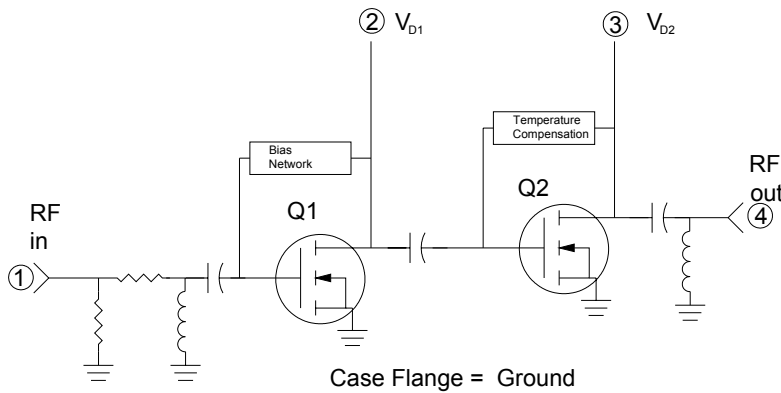 2 V_D1
3 V_D2
Temperature
Compensation
Bias
Network
RF
out
4
Q1
Q2
RF
in
1
Case Flange = Ground